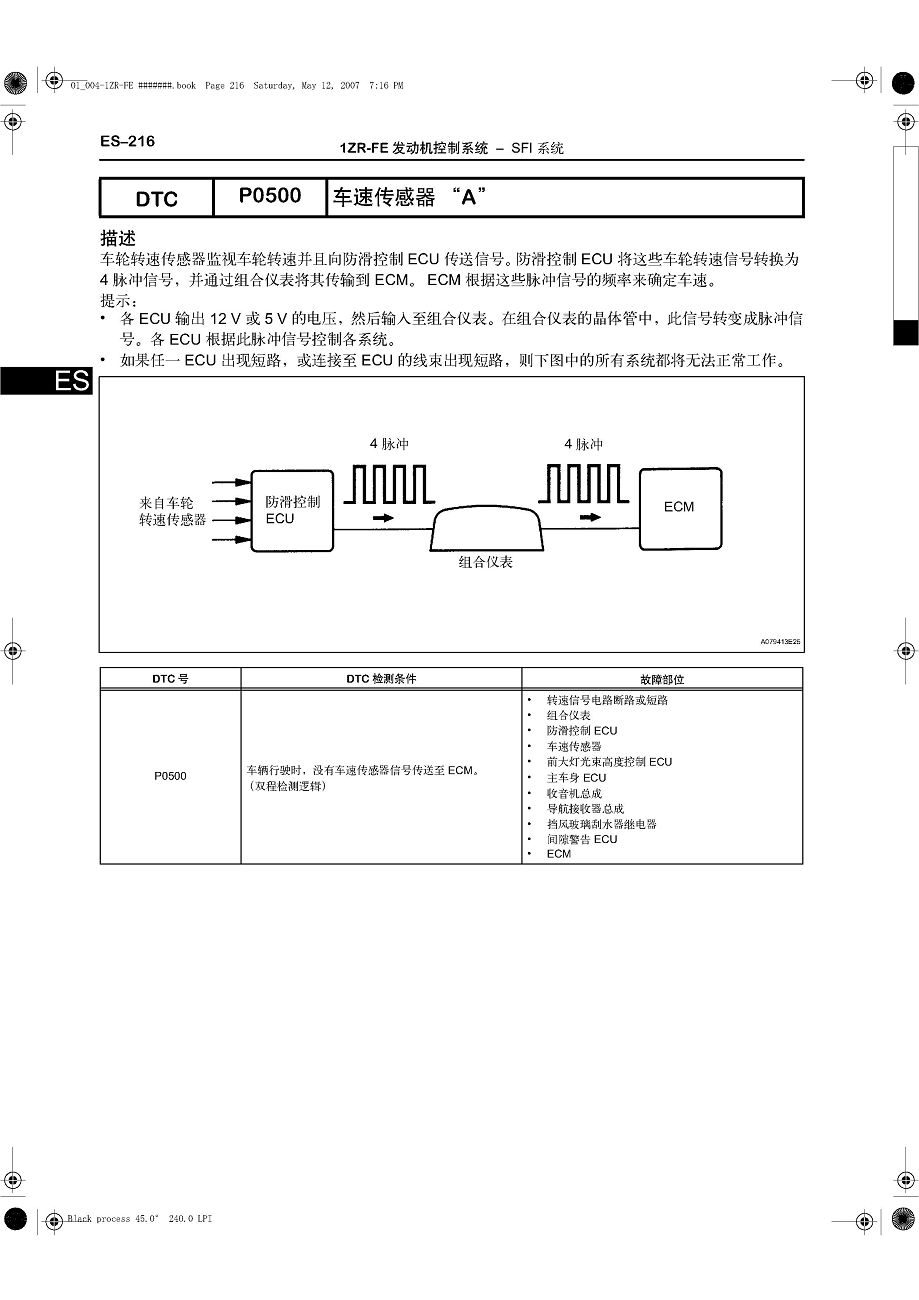 01_004-1ZR-FE #######.book Page 216 Saturday, May 12, 2007 7:16 PM
ES–216
1ZR-FE 发动机控制系统 – SFI 系统
DTC P0500 车速传感器 “A”
描述
车轮转速传感器监视车轮转速并且向防滑控制 ECU 传送信号。防滑控制 ECU 将这些车轮转速信号转换为
4 脉冲信号，并通过组合仪表将其传输到 ECM。 ECM 根据这些脉冲信号的频率来确定车速。
提示：
• 各 ECU 输出 12 V 或 5 V 的电压，然后输入至组合仪表。在组合仪表的晶体管中，此信号转变成脉冲信
号。各 ECU 根据此脉冲信号控制各系统。
• 如果任一 ECU 出现短路，或连接至 ECU 的线束出现短路，则下图中的所有系统都将无法正常工作。
ES
4 脉冲
4 脉冲
来自车轮
转速传感器
防滑控制
ECU
组合仪表
ECM
A079413E25
DTC 号
DTC 检测条件
故障部位
P0500
车辆行驶时，没有车速传感器信号传送至 ECM。
（双程检测逻辑）
• 转速信号电路断路或短路
• 组合仪表
• 防滑控制 ECU
• 车速传感器
• 前大灯光束高度控制 ECU
• 主车身 ECU
• 收音机总成
• 导航接收器总成
• 挡风玻璃刮水器继电器
• 间隙警告 ECU
• ECM
Black process 45.0° 240.0 LPI